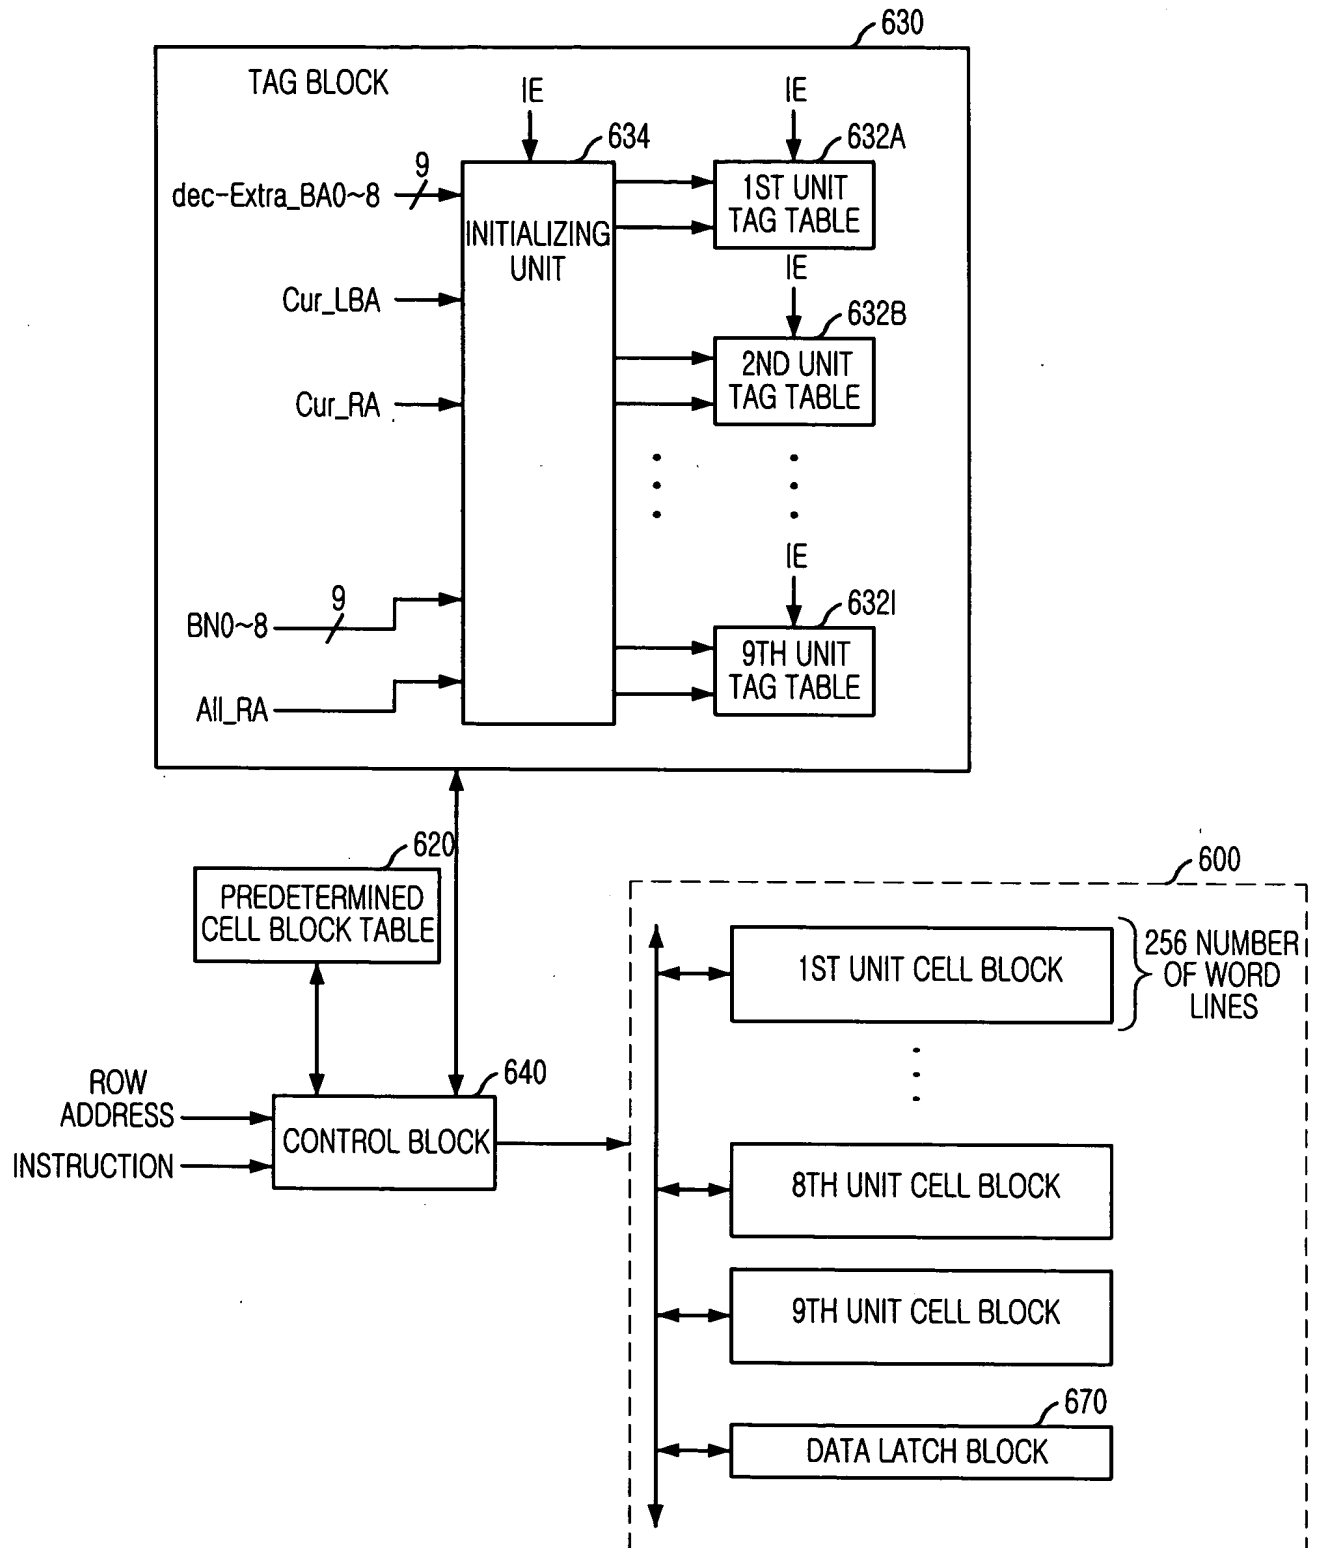 630
TAG BLOCK
IE
IE
634
632A
9
dec-Extra_BA0~8
1ST UNIT
TAG TABLE
INITIALIZING
UNIT
IE
Cur_LBA
632B
2ND UNIT
TAG TABLE
Cur_RA
IE
9
632I
BN0~8
9TH UNIT
TAG TABLE
All_RA
620
PREDETERMINED
CELL BLOCK TABLE
600
1ST UNIT CELL BLOCK
256 NUMBER
OF WORD
LINES
640
ROW
ADDRESS
CONTROL BLOCK
INSTRUCTION
8TH UNIT CELL BLOCK
9TH UNIT CELL BLOCK
670
DATA LATCH BLOCK